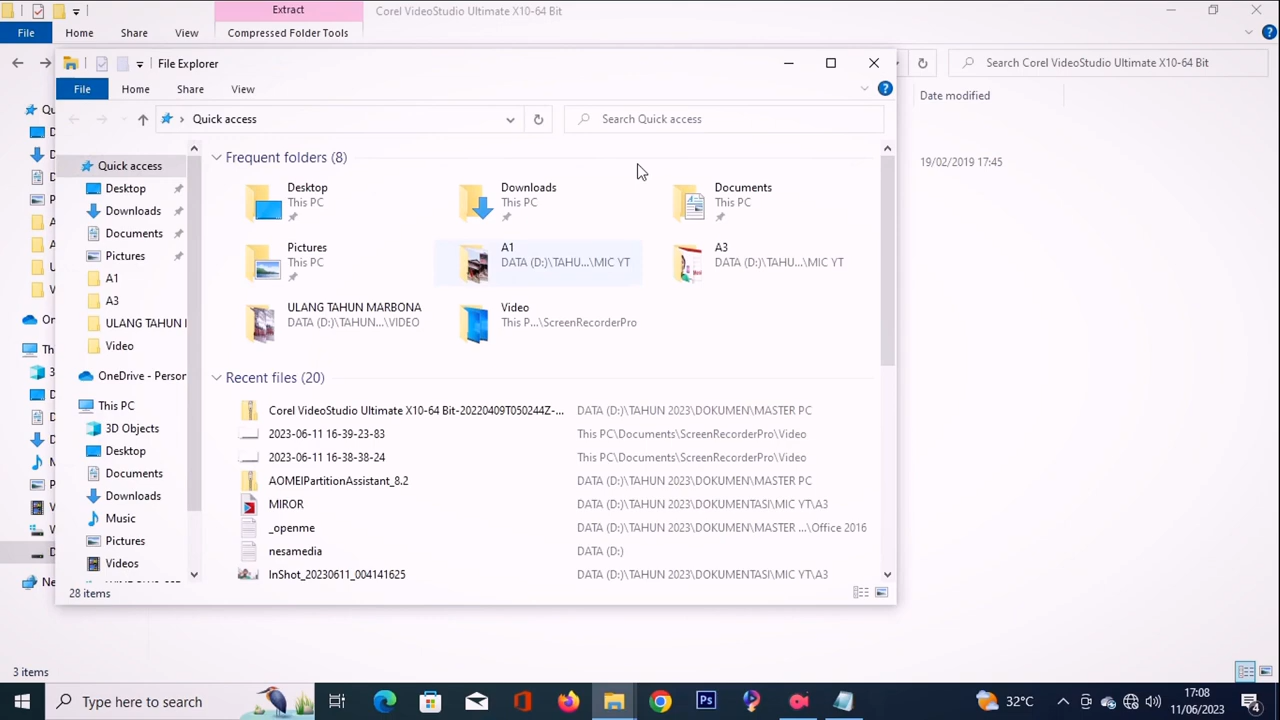 Extract
Corel VideoStudio Ultimate X10-64 Bit
File
Home
Share
View
Compressed Folder Tools
Search Corel VideoStudio Ultimate X10-64 Bit
Date modified
19/02/2019 17:45
File Explorer
File
Home
Share
View
Quick access
Search Quick access
Quick access
Desktop
Downloads
Documents
Pictures
A1
A3
ULANG TAHUN
Video
OneDrive - Person
This PC
3D Objects
Desktop
Documents
Downloads
Music
Pictures
Videos
Frequent folders (8)
Desktop
This PC
Downloads
This PC
Documents
This PC
Pictures
This PC
A1
DATA (D:)\TAHU...\MIC YT
A3
DATA (D:)\TAHU...\MIC YT
ULANG TAHUN MARBONA
DATA (D:)\TAHUN...\VIDEO
Video
This P...\ScreenRecorderPro
Recent files (20)
Corel VideoStudio Ultimate X10-64 Bit-20220409T050244Z-... DATA (D:)\TAHUN 2023\DOKUMEN\MASTER PC
2023-06-11 16-39-23-83 This PC\Documents\ScreenRecorderPro\Video
2023-06-11 16-38-38-24 This PC\Documents\ScreenRecorderPro\Video
AOMEIPartitionAssistant_8.2 DATA (D:)\TAHUN 2023\DOKUMEN\MASTER PC
MIROR DATA (D:)\TAHUN 2023\DOKUMENTASI\MIC YT\A3
_openme DATA (D:)\TAHUN 2023\DOKUMEN\MASTER ...\Office 2016
nesamedia DATA (D:)
InShot_20230611_004141625 DATA (D:)\TAHUN 2023\DOKUMENTASI\MIC YT\A3
28 items
3 items
Type here to search
Ps
32°C
17:08
11/06/2023
4